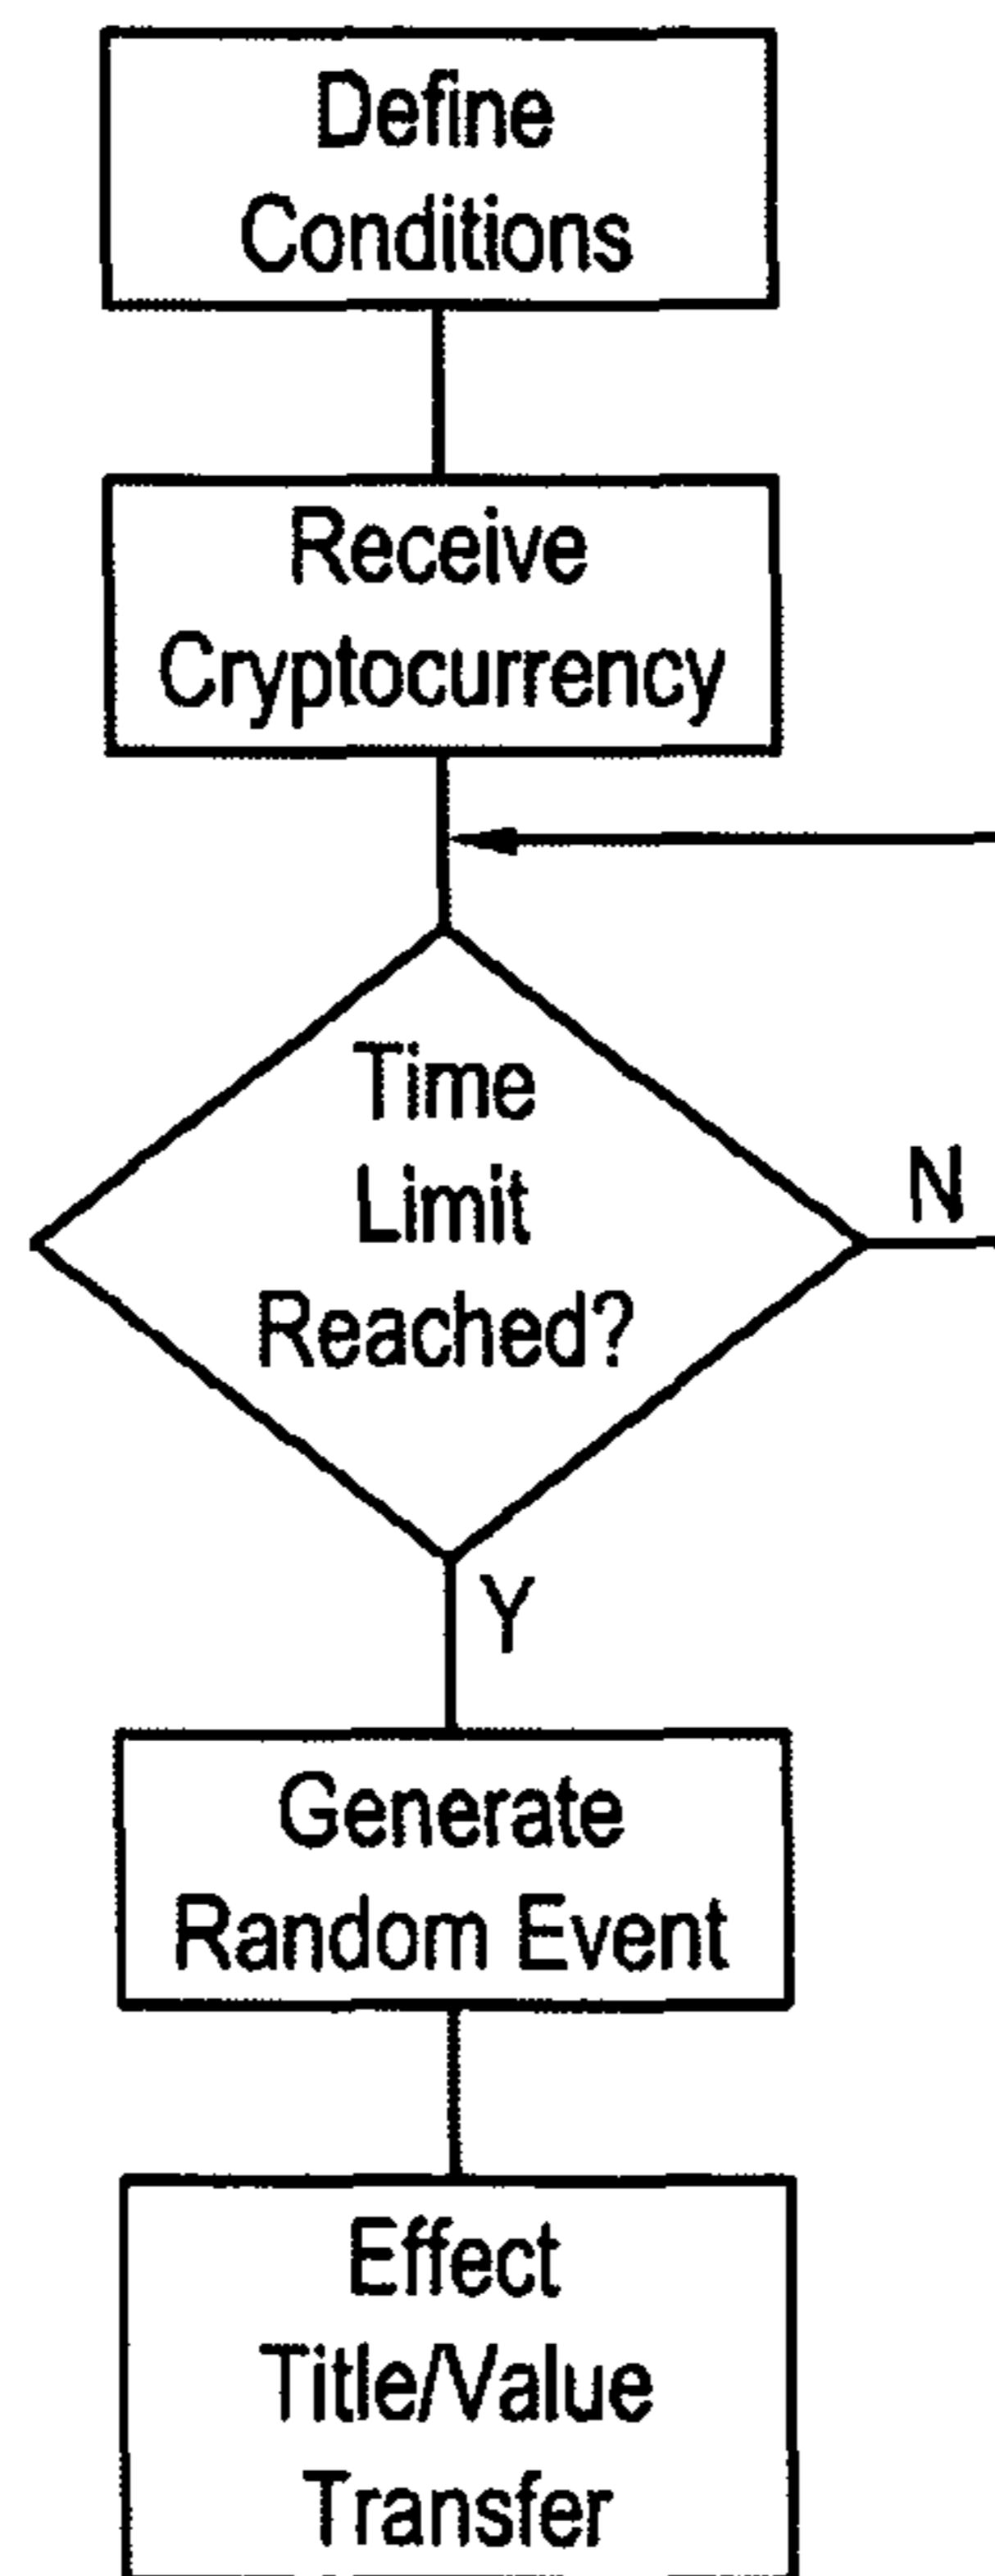 Define
Conditions
Receive
Cryptocurrency
Time
Limit
Reached?
N
Y
Generate
Random Event
Effect
Title/Value
Transfer